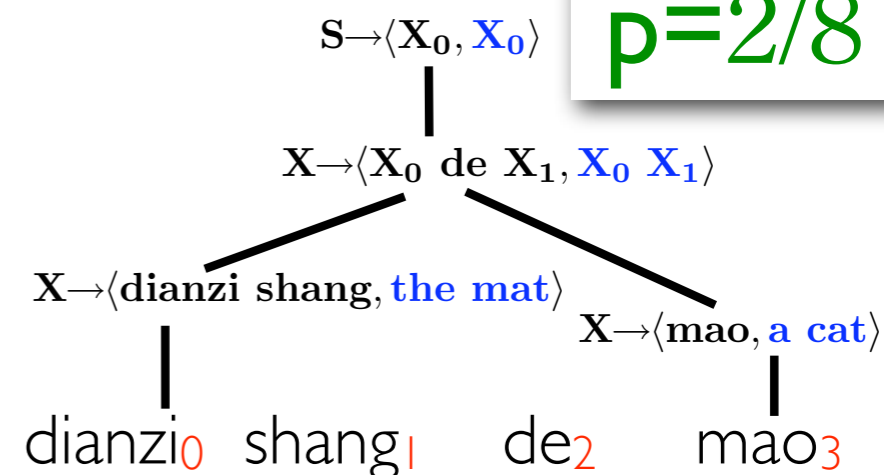 S→⟨X₀, X₀⟩
p=2/8
X→⟨X₀ de X₁, X₀ X₁⟩
X→⟨dianzi shang, the mat⟩
X→⟨mao, a cat⟩
dianzi₀ shang₁ de₂ mao₃